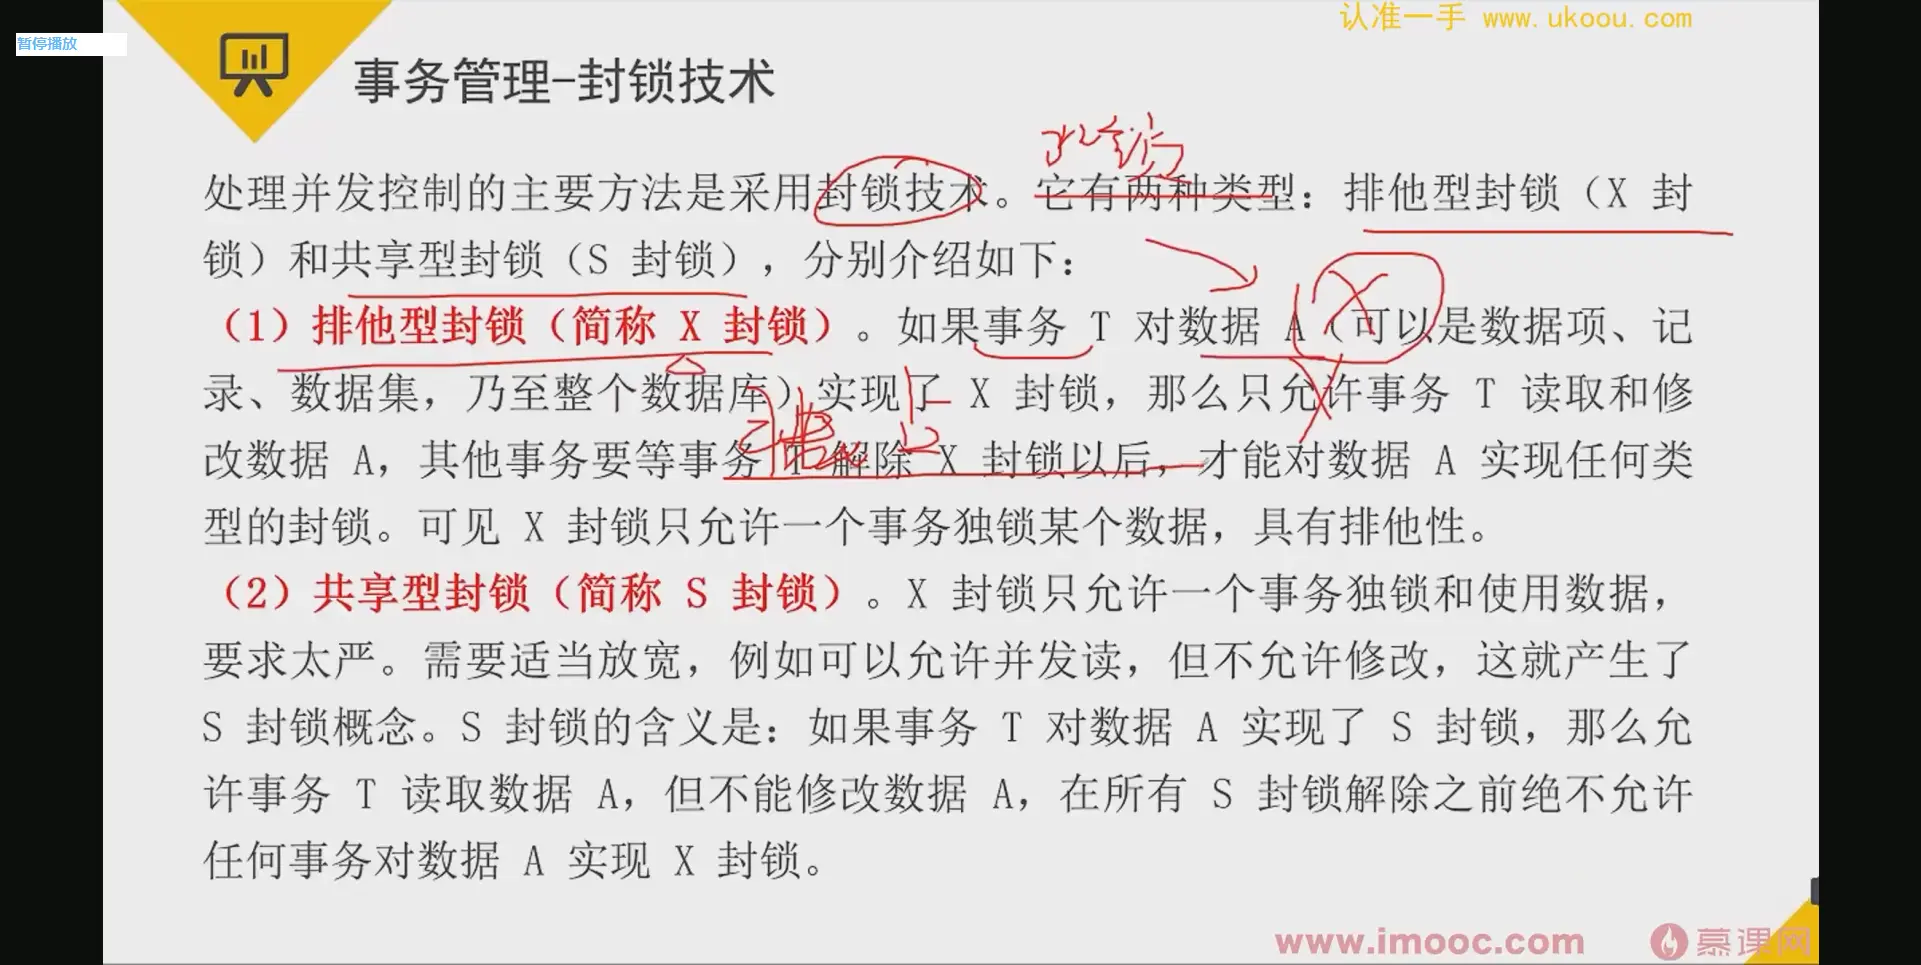 认准一手 www.ukoou.com
暂停播放
事务管理-封锁技术
处理并发控制的主要方法是采用封锁技术。它有两种类型：排他型封锁（X 封
锁）和共享型封锁（S 封锁），分别介绍如下：
（1）排他型封锁（简称 X 封锁）。如果事务 T 对数据 A（可以是数据项、记
录、数据集，乃至整个数据库）实现了 X 封锁，那么只允许事务 T 读取和修
改数据 A，其他事务要等事务 T 解除 X 封锁以后，才能对数据 A 实现任何类
型的封锁。可见 X 封锁只允许一个事务独锁某个数据，具有排他性。
（2）共享型封锁（简称 S 封锁）。X 封锁只允许一个事务独锁和使用数据，
要求太严。需要适当放宽，例如可以允许并发读，但不允许修改，这就产生了
S 封锁概念。S 封锁的含义是：如果事务 T 对数据 A 实现了 S 封锁，那么允
许事务 T 读取数据 A，但不能修改数据 A，在所有 S 封锁解除之前绝不允许
任何事务对数据 A 实现 X 封锁。
www.imooc.com 慕课网